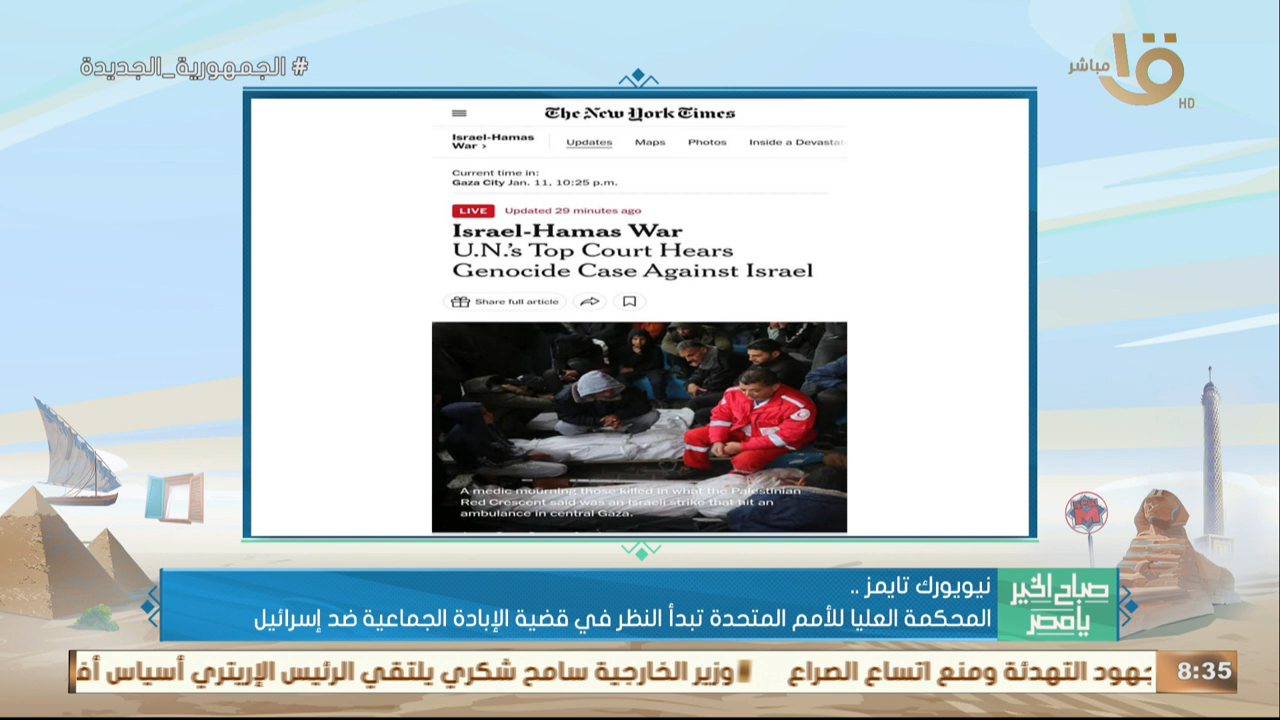 # الجمهورية_الجديدة
مباشر
HD
The New York Times
Israel-Hamas War >
Updates Maps Photos Inside a Devastat
Current time in:
Gaza City Jan. 11, 10:25 p.m.
LIVE Updated 29 minutes ago
Israel-Hamas War
U.N.'s Top Court Hears
Genocide Case Against Israel
Share full article
A medic mourning those killed in what the Palestinian
Red Crescent said was an Israeli strike that hit an
ambulance in central Gaza.
صباح الخير
يا مصر
نيويورك تايمز ..
المحكمة العليا للأمم المتحدة تبدأ النظر في قضية الإبادة الجماعية ضد إسرائيل
8:35
جهود التهدئة ومنع اتساع الصراع وزير الخارجية سامح شكري يلتقي الرئيس الإريتري أسياس أف